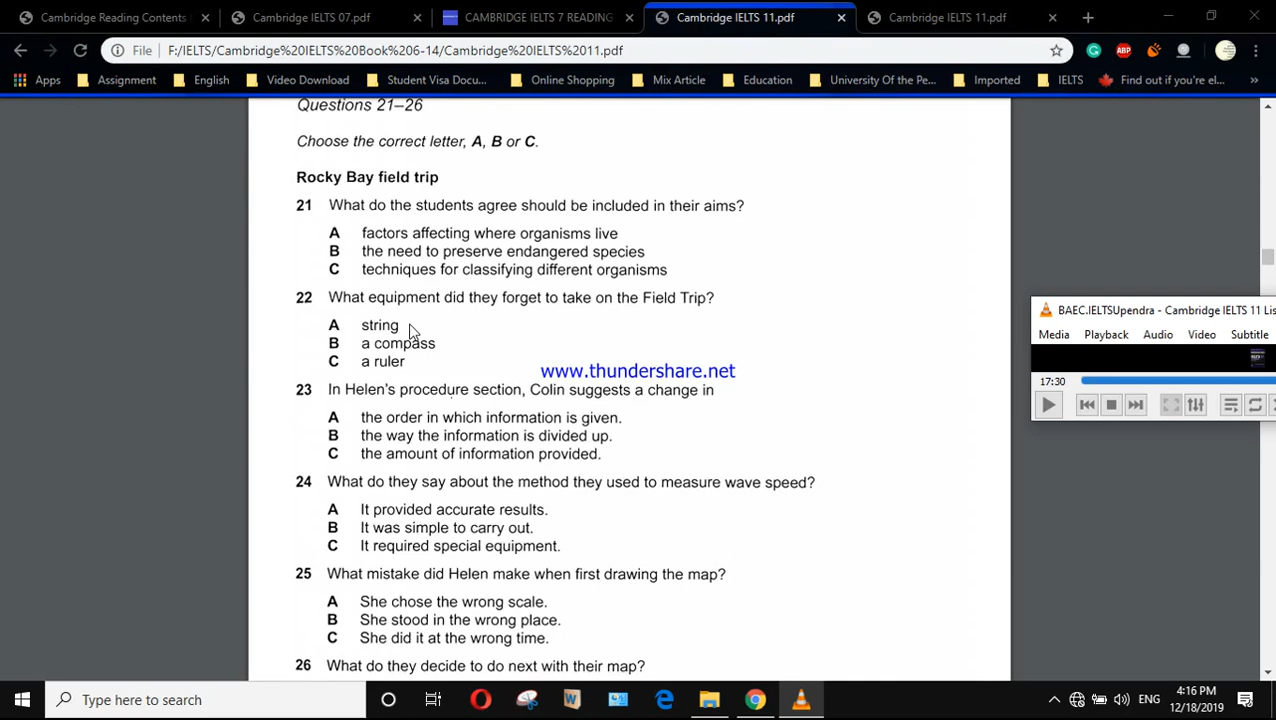 Cambridge Reading Contents
Cambridge IELTS 07.pdf
CAMBRIDGE IELTS 7 READING
Cambridge IELTS 11.pdf
Cambridge IELTS 11.pdf
File
F:/IELTS/Cambridge%20IELTS%20Book%206-14/Cambridge%20IELTS%2011.pdf
ABP
Apps
Assignment
English
Video Download
Student Visa Docu...
Online Shopping
Mix Article
Education
University Of the Pe...
Imported
IELTS
Find out if you're el...
Questions 21–26
Choose the correct letter, A, B or C.
Rocky Bay field trip
21 What do the students agree should be included in their aims?
A factors affecting where organisms live
B the need to preserve endangered species
C techniques for classifying different organisms
22 What equipment did they forget to take on the Field Trip?
A string
B a compass
C a ruler
www.thundershare.net
23 In Helen's procedure section, Colin suggests a change in
A the order in which information is given.
B the way the information is divided up.
C the amount of information provided.
24 What do they say about the method they used to measure wave speed?
A It provided accurate results.
B It was simple to carry out.
C It required special equipment.
25 What mistake did Helen make when first drawing the map?
A She chose the wrong scale.
B She stood in the wrong place.
C She did it at the wrong time.
26 What do they decide to do next with their map?
BAEC.IELTSUpendra - Cambridge IELTS 11 Lis
Media Playback Audio Video Subtitle
17:30
Type here to search
ENG
4:16 PM
12/18/2019